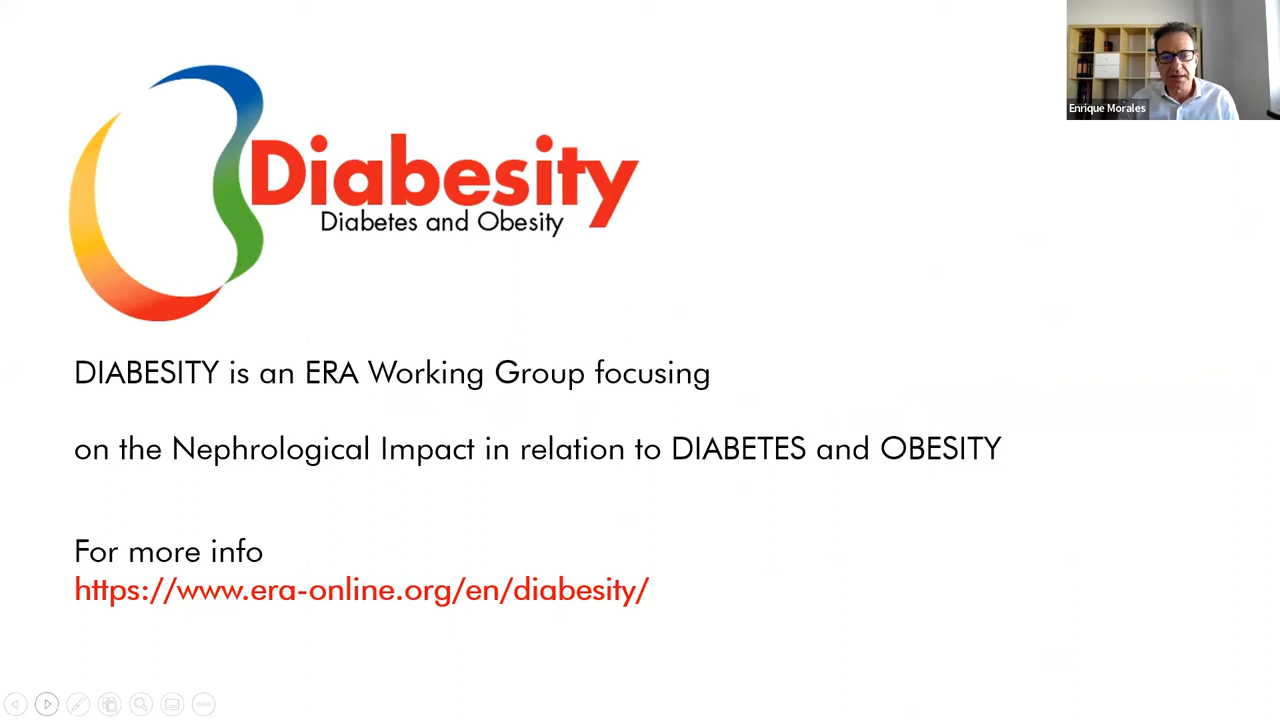 Enrique Morales
Diabesity
Diabetes and Obesity
DIABESITY is an ERA Working Group focusing
on the Nephrological Impact in relation to DIABETES and OBESITY
For more info
https://www.era-online.org/en/diabesity/